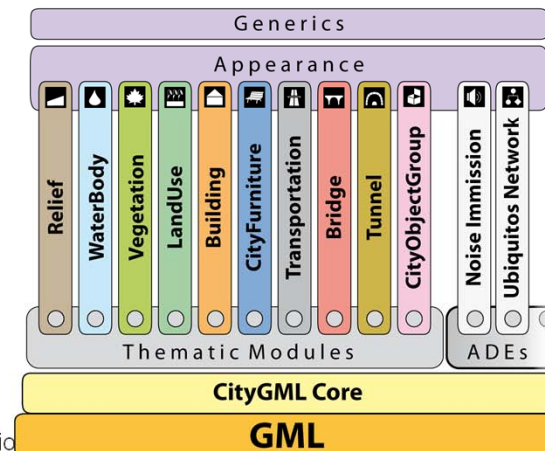 Generics
Appearance
Relief
WaterBody
Vegetation
LandUse
Building
CityFurniture
Transportation
Bridge
Tunnel
CityObjectGroup
Noise Immission
Ubiquitos Network
Thematic Modules
ADEs
CityGML Core
GML